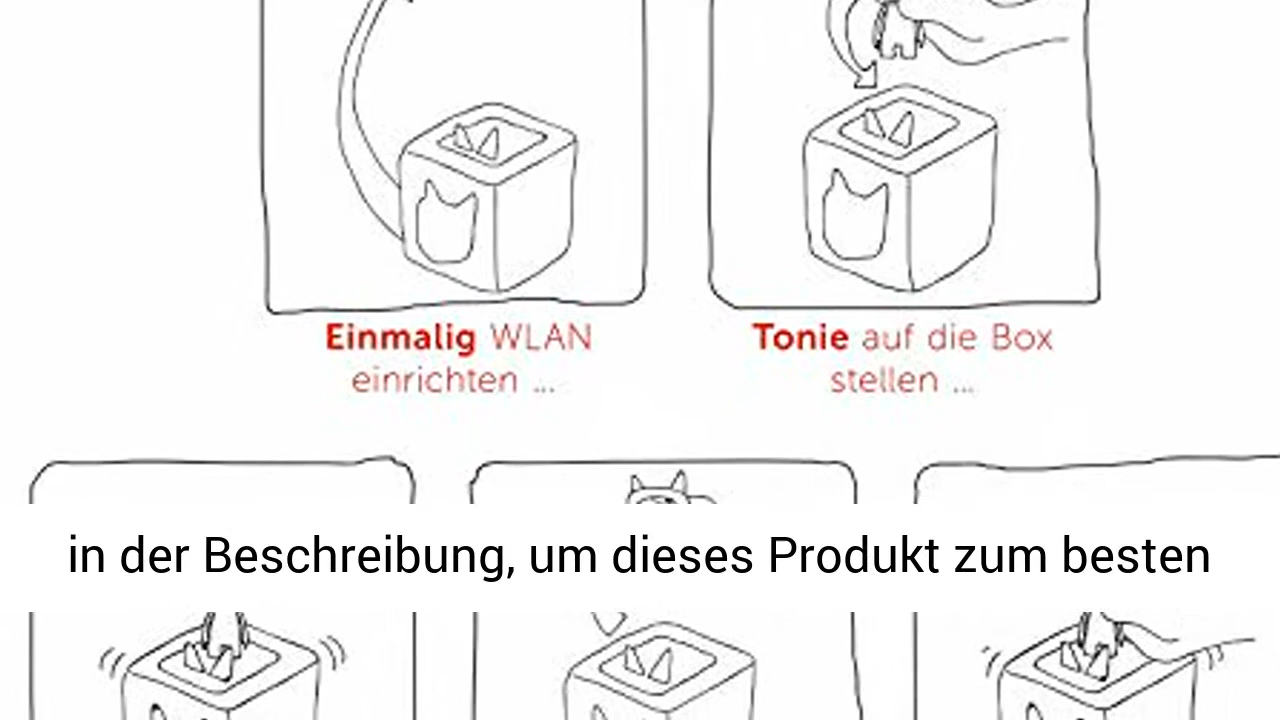 Einmalig WLAN
einrichten ...
Tonie auf die Box
stellen ...
in der Beschreibung, um dieses Produkt zum besten